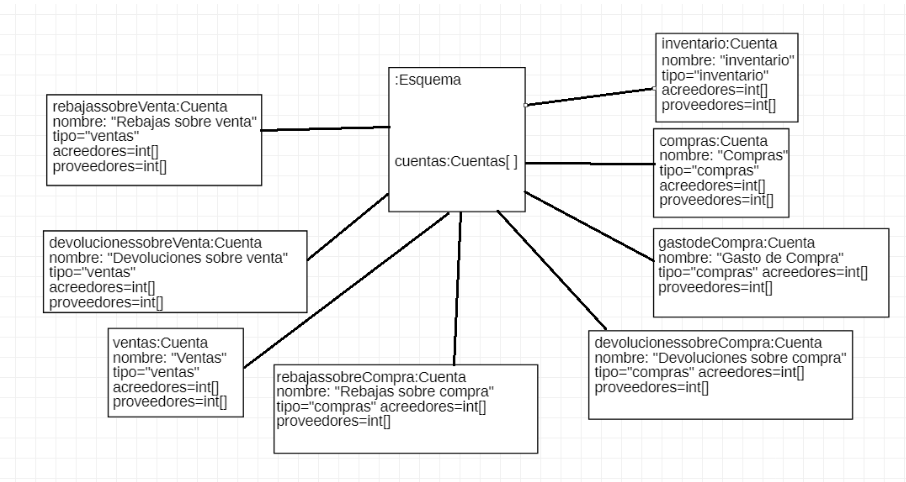 :Esquema
cuentas:Cuentas[ ]
rebajassobreVenta:Cuenta
nombre: "Rebajas sobre venta"
tipo="ventas"
acreedores=int[]
proveedores=int[]
devolucionessobreVenta:Cuenta
nombre: "Devoluciones sobre venta"
tipo="ventas"
acreedores=int[]
proveedores=int[]
ventas:Cuenta
nombre: "Ventas"
tipo="ventas"
acreedores=int[]
proveedores=int[]
rebajassobreCompra:Cuenta
nombre: "Rebajas sobre compra"
tipo="compras" acreedores=int[]
proveedores=int[]
inventario:Cuenta
nombre: "inventario"
tipo="inventario"
acreedores=int[]
proveedores=int[]
compras:Cuenta
nombre: "Compras"
tipo="compras"
acreedores=int[]
proveedores=int[]
gastodeCompra:Cuenta
nombre: "Gasto de Compra"
tipo="compras" acreedores=int[]
proveedores=int[]
devolucionessobreCompra:Cuenta
nombre: "Devoluciones sobre compra"
tipo="compras" acreedores=int[]
proveedores=int[]